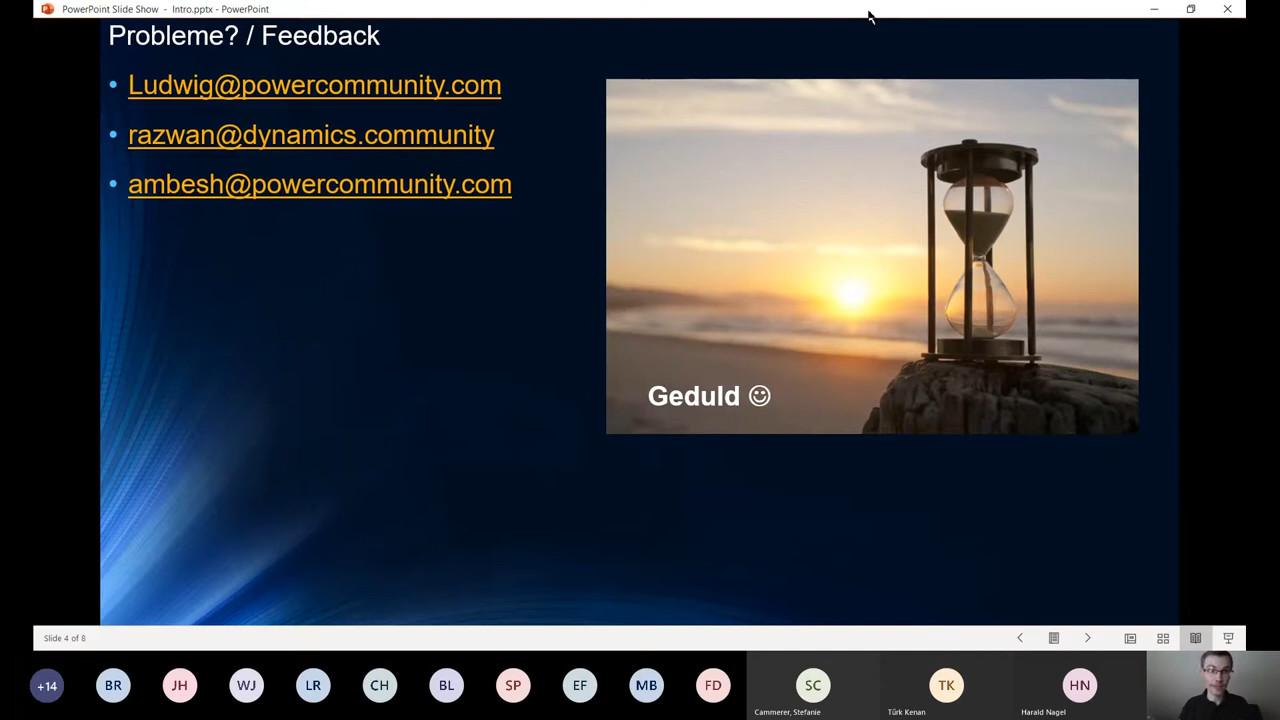 PowerPoint Slide Show - Intro.pptx - PowerPoint
Probleme? / Feedback
• Ludwig@powercommunity.com
• razwan@dynamics.community
• ambesh@powercommunity.com
Geduld ☺
Slide 4 of 8
+14
BR
JH
WJ
LR
CH
BL
SP
EF
MB
FD
SC
Cammerer, Stefanie
TK
Türk Kenan
HN
Harald Nagel